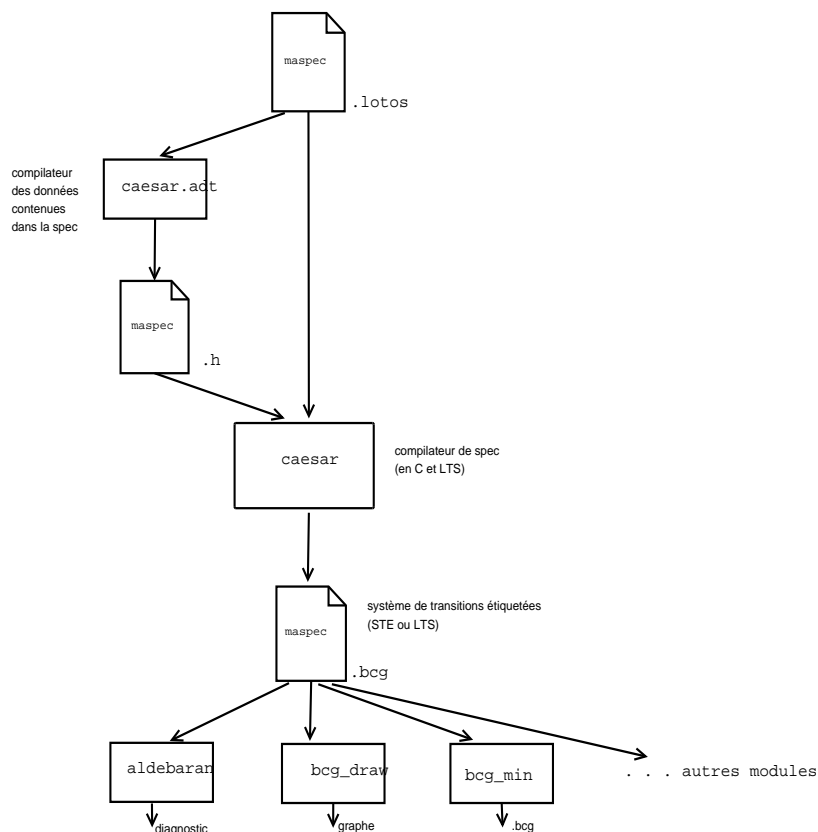 maspec
.lotos
compilateur
des données
contenues
dans la spec
caesar.adt
maspec
.h
caesar
compilateur de spec
(en C et LTS)
système de transitions étiquetées
(STE ou LTS)
maspec
.bcg
aldebaran
bcg_draw
bcg_min
. . . autres modules
diagnostic
graphe
.bcg